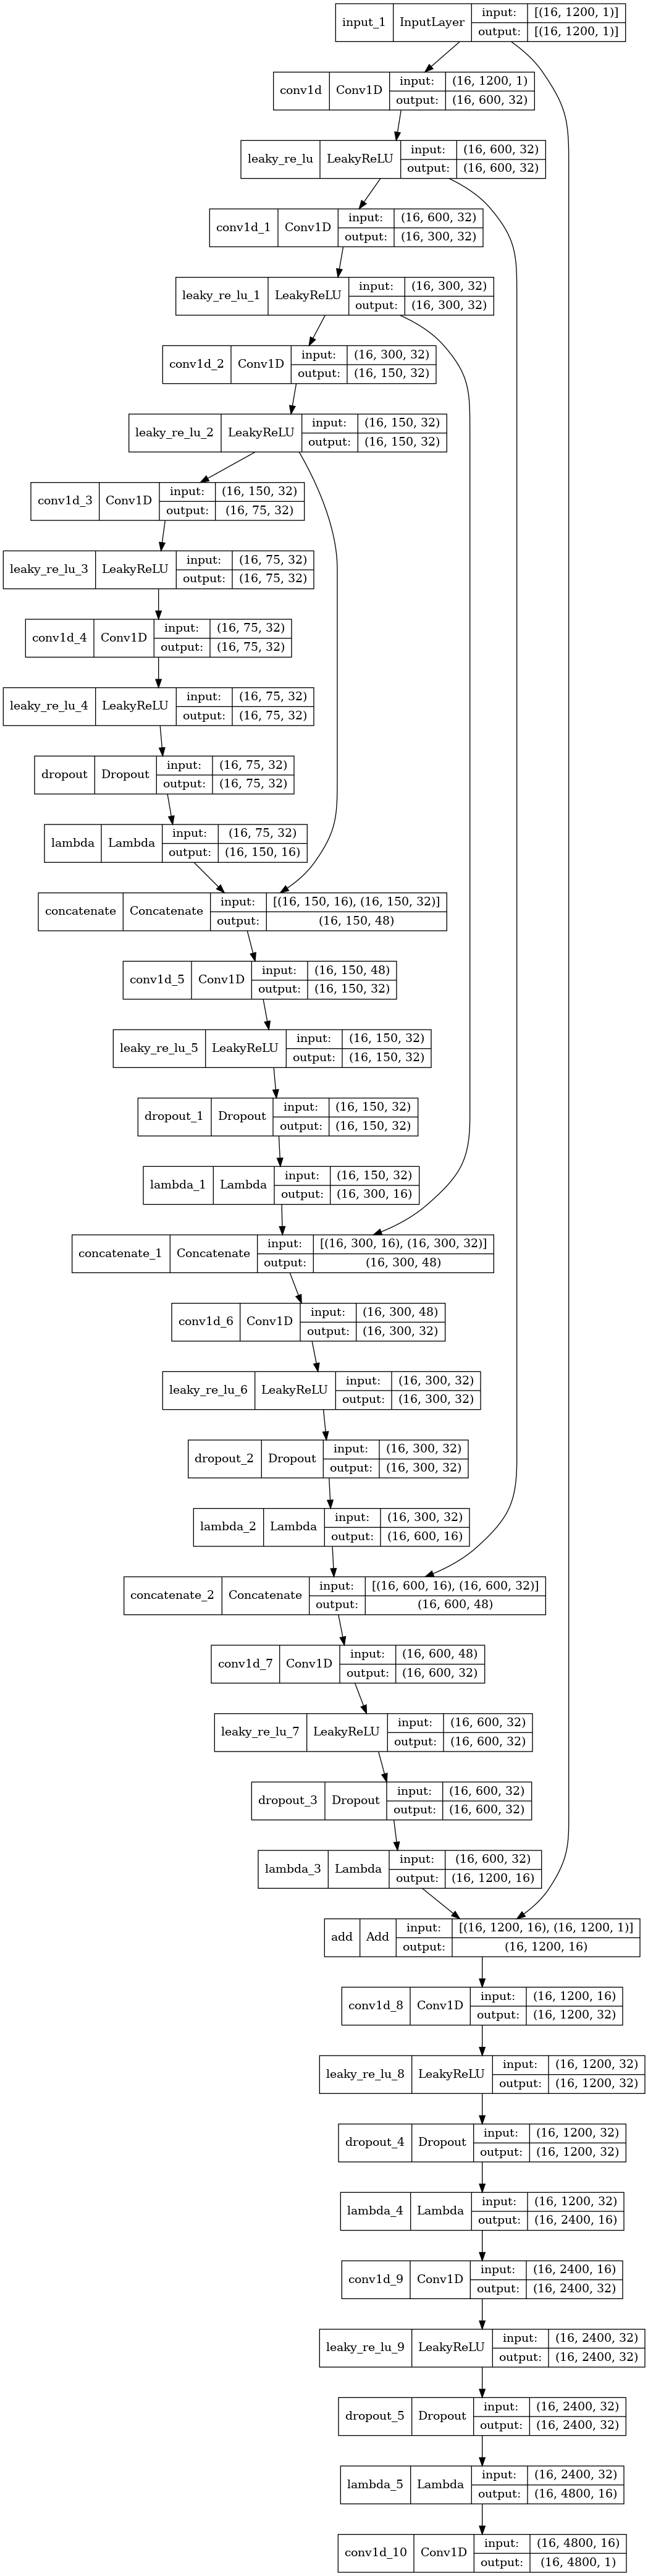 input_1 InputLayer input: [(16, 1200, 1)]
output: [(16, 1200, 1)]
conv1d Conv1D input: (16, 1200, 1)
output: (16, 600, 32)
leaky_re_lu LeakyReLU input: (16, 600, 32)
output: (16, 600, 32)
conv1d_1 Conv1D input: (16, 600, 32)
output: (16, 300, 32)
leaky_re_lu_1 LeakyReLU input: (16, 300, 32)
output: (16, 300, 32)
conv1d_2 Conv1D input: (16, 300, 32)
output: (16, 150, 32)
leaky_re_lu_2 LeakyReLU input: (16, 150, 32)
output: (16, 150, 32)
conv1d_3 Conv1D input: (16, 150, 32)
output: (16, 75, 32)
leaky_re_lu_3 LeakyReLU input: (16, 75, 32)
output: (16, 75, 32)
conv1d_4 Conv1D input: (16, 75, 32)
output: (16, 75, 32)
leaky_re_lu_4 LeakyReLU input: (16, 75, 32)
output: (16, 75, 32)
dropout Dropout input: (16, 75, 32)
output: (16, 75, 32)
lambda Lambda input: (16, 75, 32)
output: (16, 150, 16)
concatenate Concatenate input: [(16, 150, 16), (16, 150, 32)]
output: (16, 150, 48)
conv1d_5 Conv1D input: (16, 150, 48)
output: (16, 150, 32)
leaky_re_lu_5 LeakyReLU input: (16, 150, 32)
output: (16, 150, 32)
dropout_1 Dropout input: (16, 150, 32)
output: (16, 150, 32)
lambda_1 Lambda input: (16, 150, 32)
output: (16, 300, 16)
concatenate_1 Concatenate input: [(16, 300, 16), (16, 300, 32)]
output: (16, 300, 48)
conv1d_6 Conv1D input: (16, 300, 48)
output: (16, 300, 32)
leaky_re_lu_6 LeakyReLU input: (16, 300, 32)
output: (16, 300, 32)
dropout_2 Dropout input: (16, 300, 32)
output: (16, 300, 32)
lambda_2 Lambda input: (16, 300, 32)
output: (16, 600, 16)
concatenate_2 Concatenate input: [(16, 600, 16), (16, 600, 32)]
output: (16, 600, 48)
conv1d_7 Conv1D input: (16, 600, 48)
output: (16, 600, 32)
leaky_re_lu_7 LeakyReLU input: (16, 600, 32)
output: (16, 600, 32)
dropout_3 Dropout input: (16, 600, 32)
output: (16, 600, 32)
lambda_3 Lambda input: (16, 600, 32)
output: (16, 1200, 16)
add Add input: [(16, 1200, 16), (16, 1200, 1)]
output: (16, 1200, 16)
conv1d_8 Conv1D input: (16, 1200, 16)
output: (16, 1200, 32)
leaky_re_lu_8 LeakyReLU input: (16, 1200, 32)
output: (16, 1200, 32)
dropout_4 Dropout input: (16, 1200, 32)
output: (16, 1200, 32)
lambda_4 Lambda input: (16, 1200, 32)
output: (16, 2400, 16)
conv1d_9 Conv1D input: (16, 2400, 16)
output: (16, 2400, 32)
leaky_re_lu_9 LeakyReLU input: (16, 2400, 32)
output: (16, 2400, 32)
dropout_5 Dropout input: (16, 2400, 32)
output: (16, 2400, 32)
lambda_5 Lambda input: (16, 2400, 32)
output: (16, 4800, 16)
conv1d_10 Conv1D input: (16, 4800, 16)
output: (16, 4800, 1)